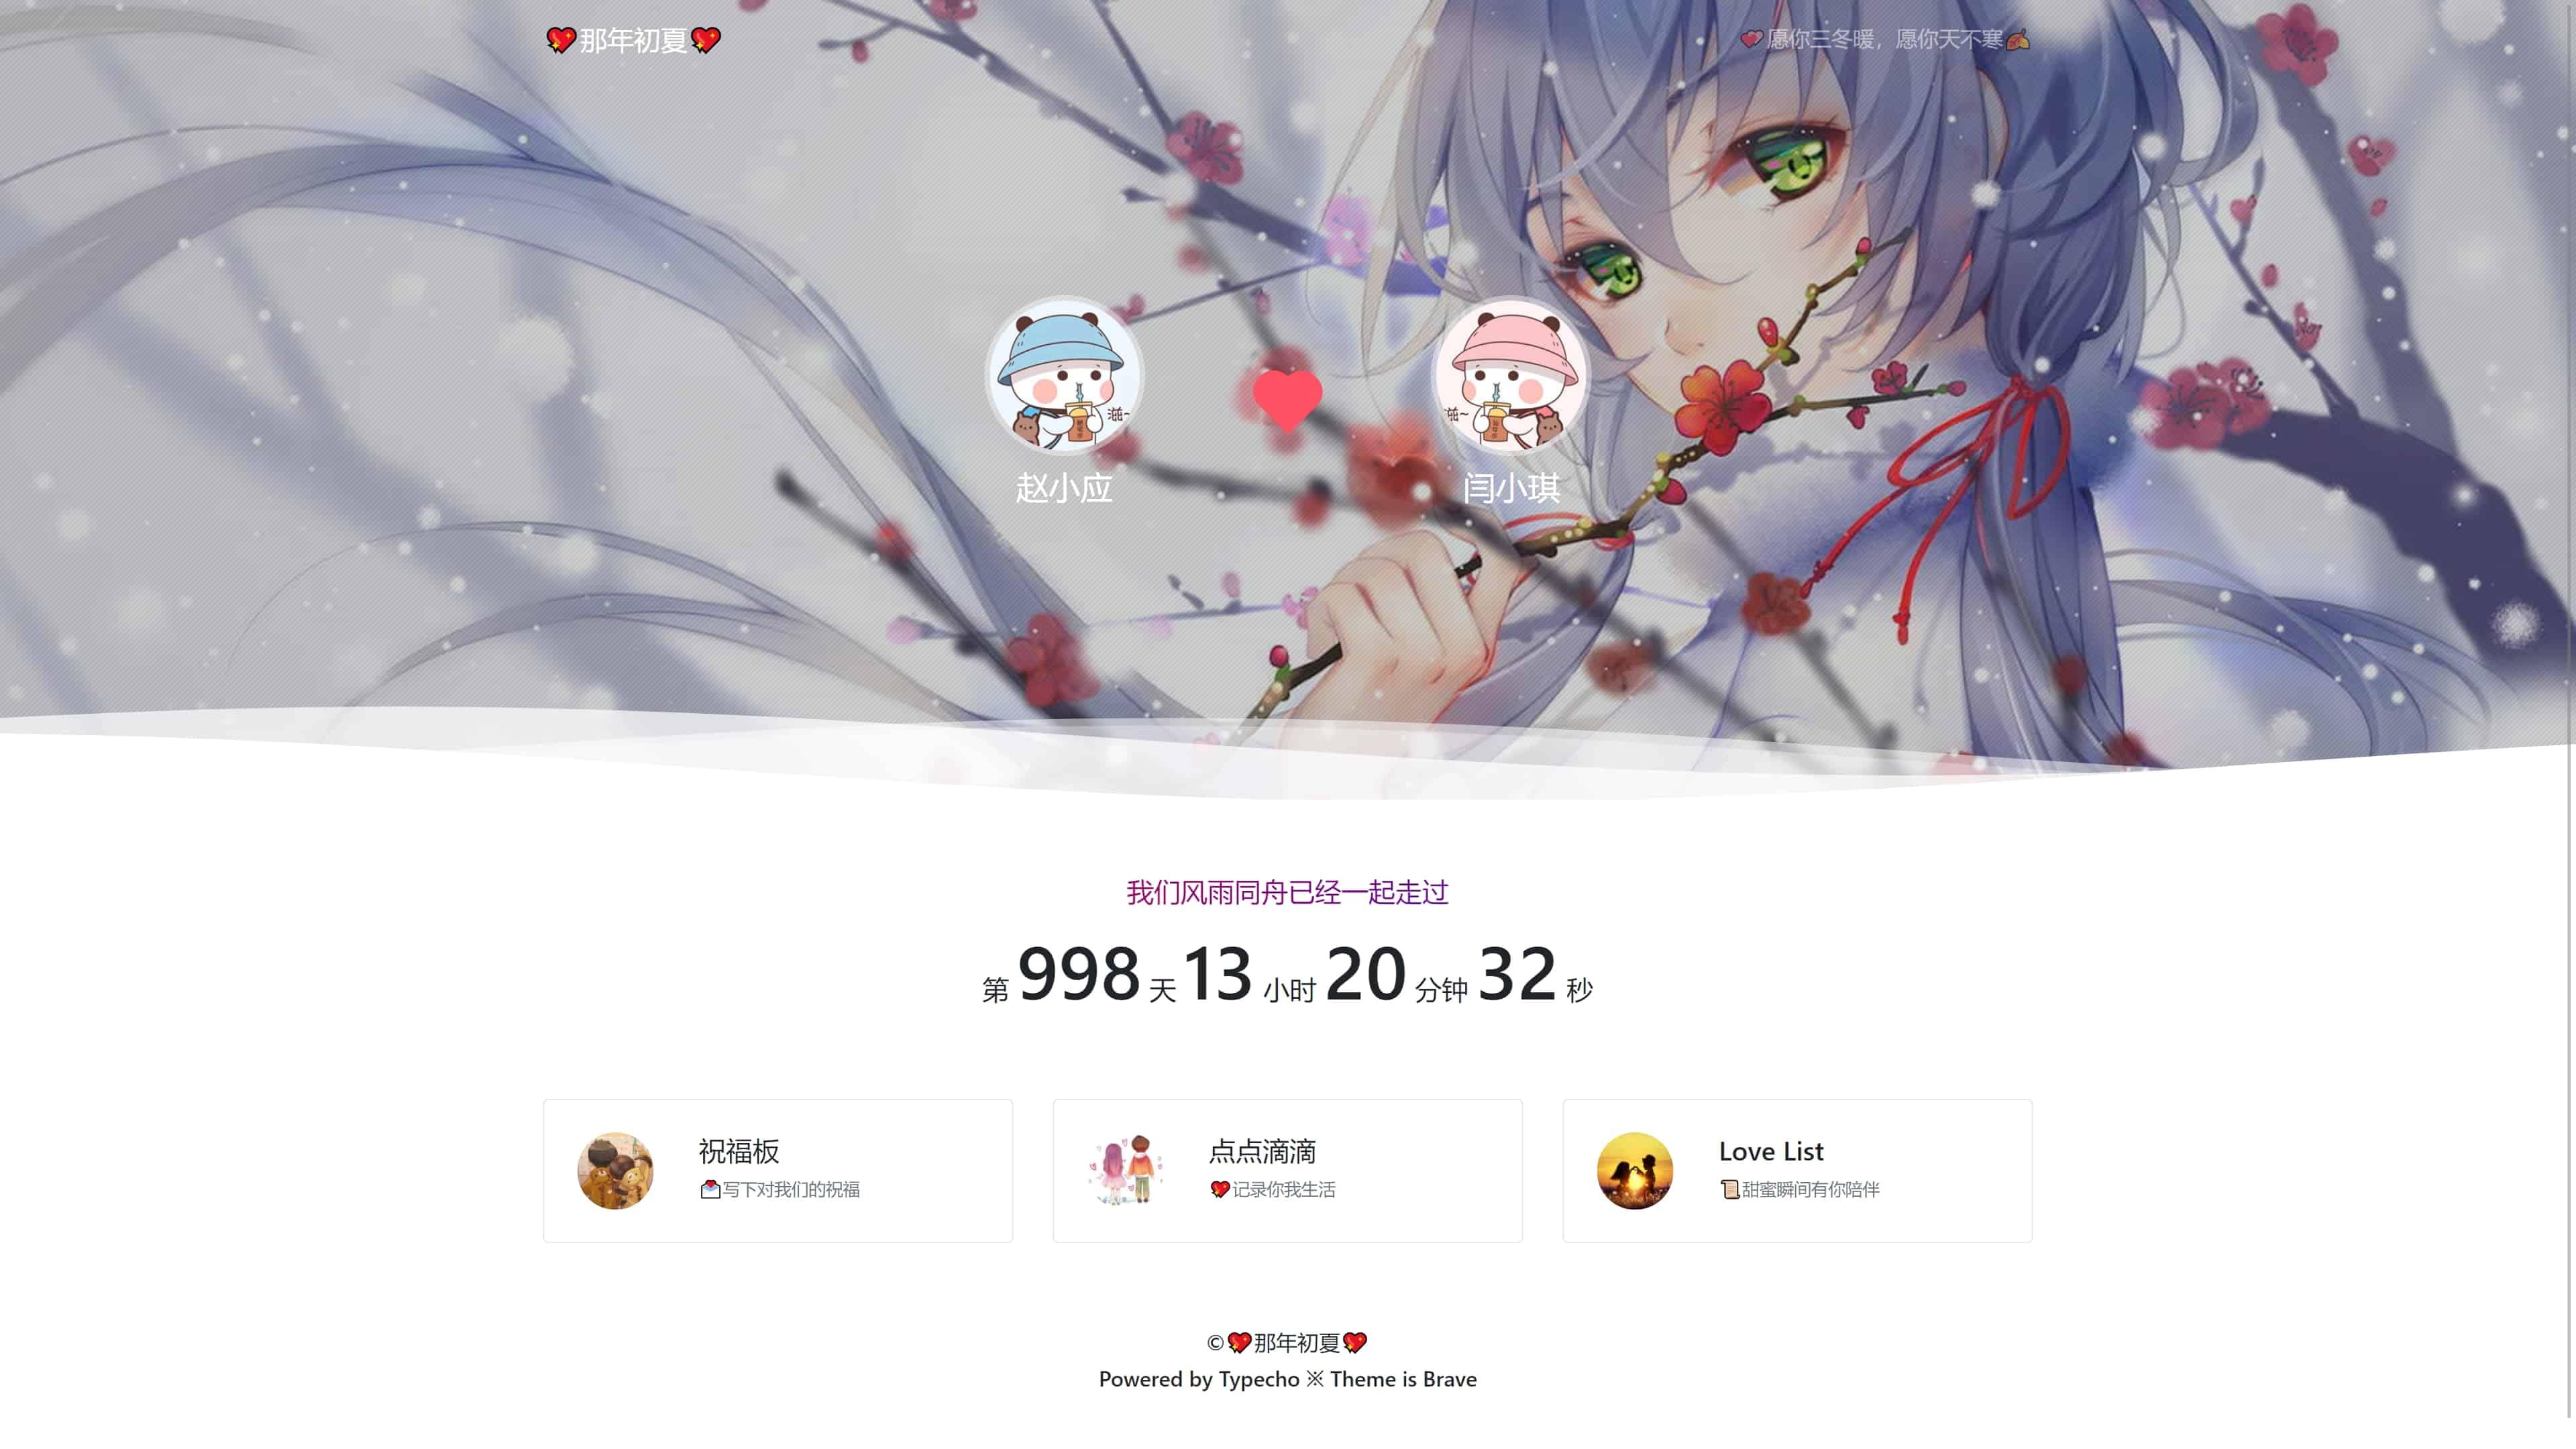 💖那年初夏💖
💖愿你三冬暖，愿你天不寒🍂
赵小应
闫小琪
我们风雨同舟已经一起走过
第 998 天 13 小时 20 分钟 32 秒
祝福板
💌写下对我们的祝福
点点滴滴
💖记录你我生活
Love List
📜甜蜜瞬间有你陪伴
©💖那年初夏💖
Powered by Typecho ※ Theme is Brave